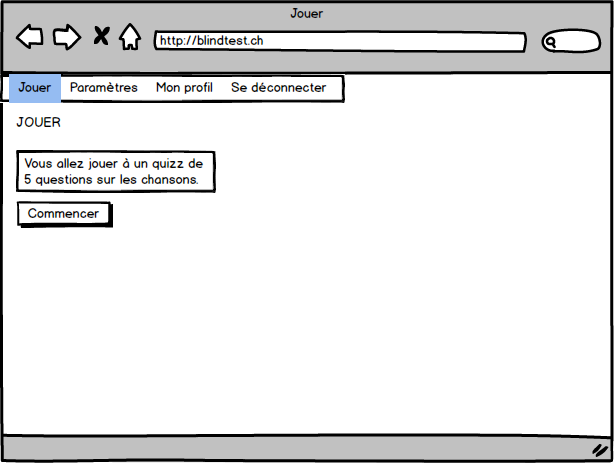 Jouer
http://blindtest.ch
Jouer Paramètres Mon profil Se déconnecter
JOUER
Vous allez jouer à un quizz de
5 questions sur les chansons.
Commencer